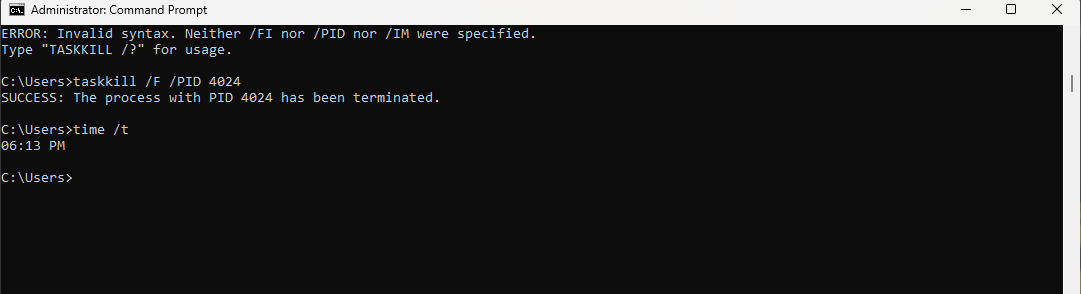 Administrator: Command Prompt
ERROR: Invalid syntax. Neither /FI nor /PID nor /IM were specified.
Type "TASKKILL /?" for usage.
C:\Users>taskkill /F /PID 4024
SUCCESS: The process with PID 4024 has been terminated.
C:\Users>time /t
06:13 PM
C:\Users>